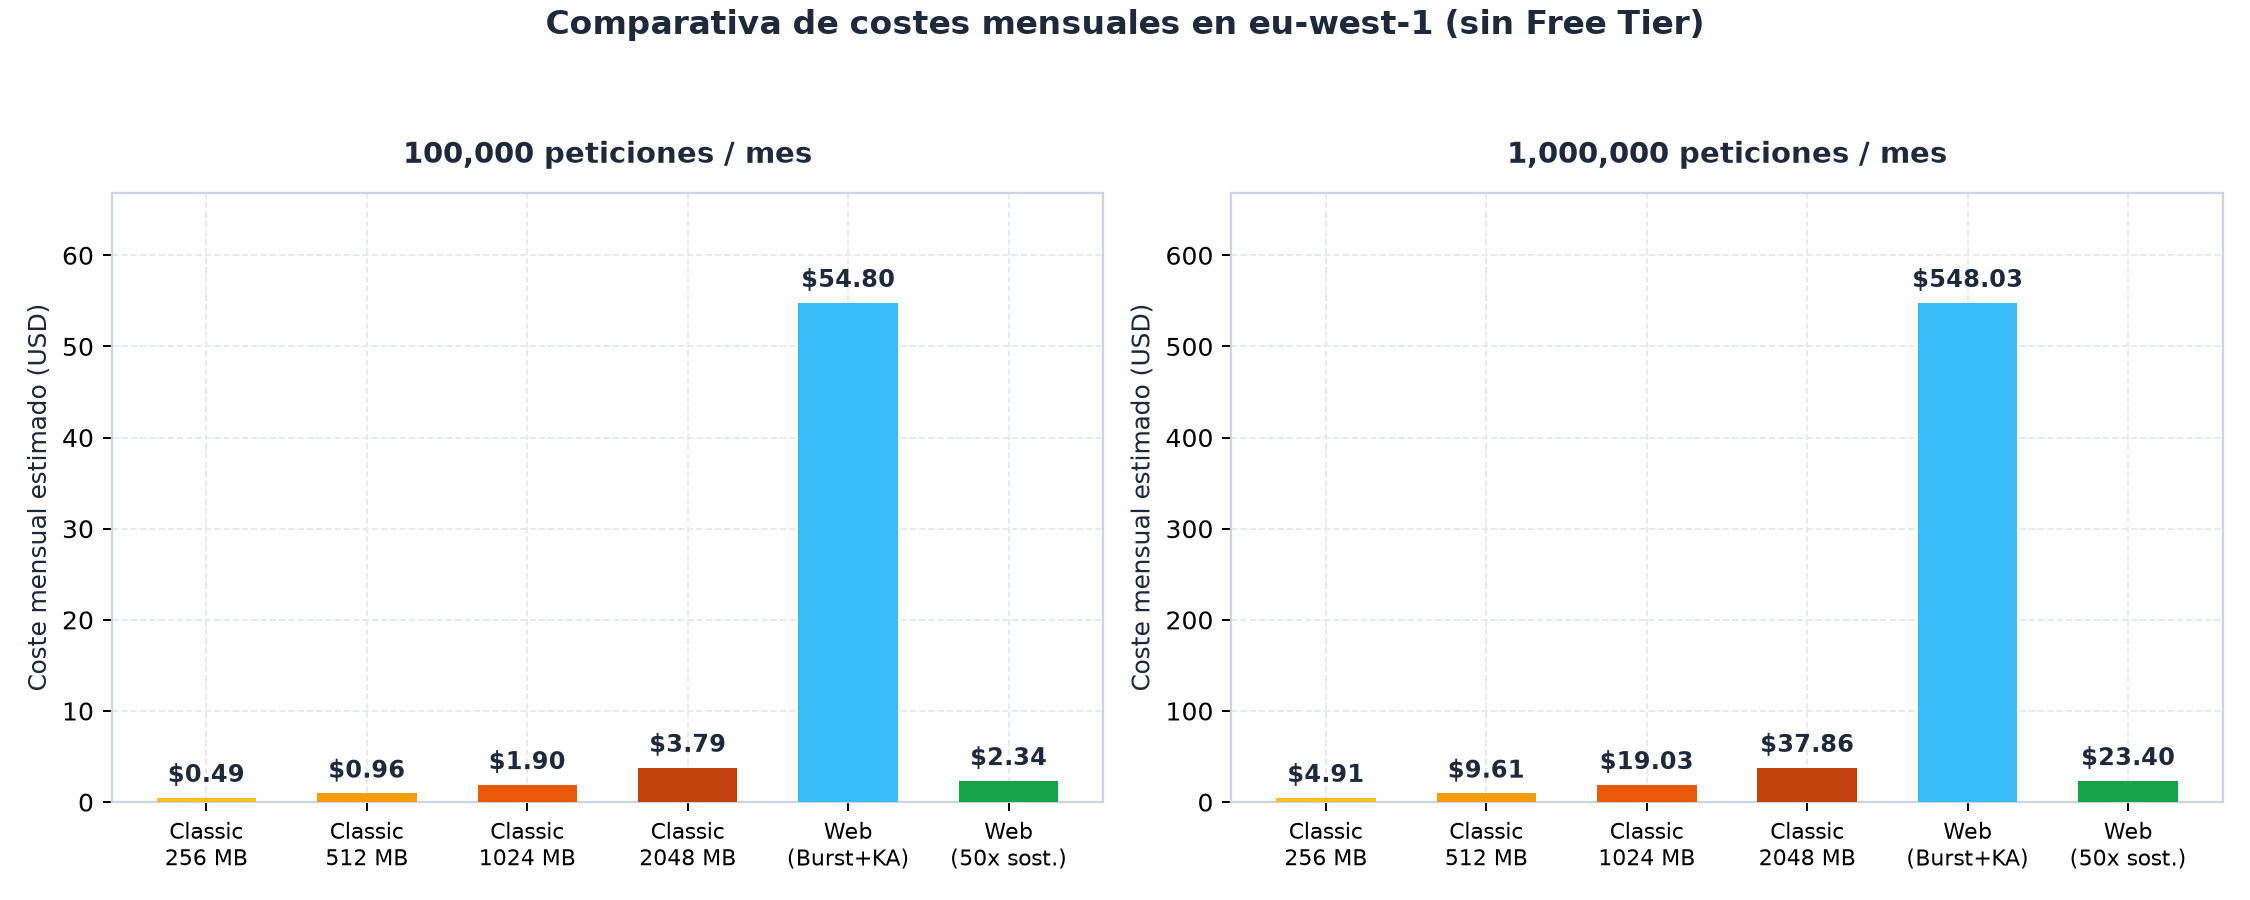 Comparativa de costes mensuales en eu-west-1 (sin Free Tier)
100,000 peticiones / mes
Coste mensual estimado (USD)
60
50
40
30
20
10
0
$0.49
$0.96
$1.90
$3.79
$54.80
$2.34
Classic
256 MB
Classic
512 MB
Classic
1024 MB
Classic
2048 MB
Web
(Burst+KA)
Web
(50x sost.)
1,000,000 peticiones / mes
Coste mensual estimado (USD)
600
500
400
300
200
100
0
$4.91
$9.61
$19.03
$37.86
$548.03
$23.40
Classic
256 MB
Classic
512 MB
Classic
1024 MB
Classic
2048 MB
Web
(Burst+KA)
Web
(50x sost.)